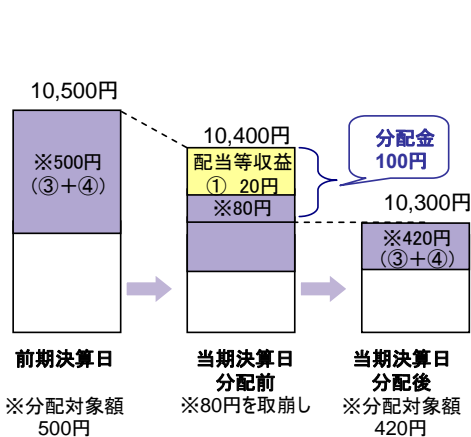 10,500円
※500円
(③+④)
10,400円
配当等収益
① 20円
※80円
分配金
100円
10,300円
※420円
(③+④)
前期決算日
当期決算日
分配前
当期決算日
分配後
※分配対象額
500円
※80円を取崩し
※分配対象額
420円